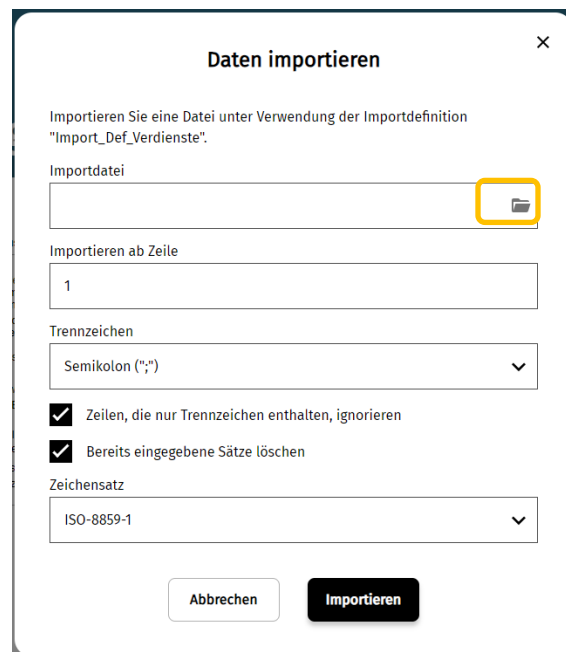 Daten importieren
Importieren Sie eine Datei unter Verwendung der Importdefinition
"Import_Def_Verdienste".
Importdatei
Importieren ab Zeile
1
Trennzeichen
Semikolon (";")
Zeilen, die nur Trennzeichen enthalten, ignorieren
Bereits eingegebene Sätze löschen
Zeichensatz
ISO-8859-1
Abbrechen
Importieren